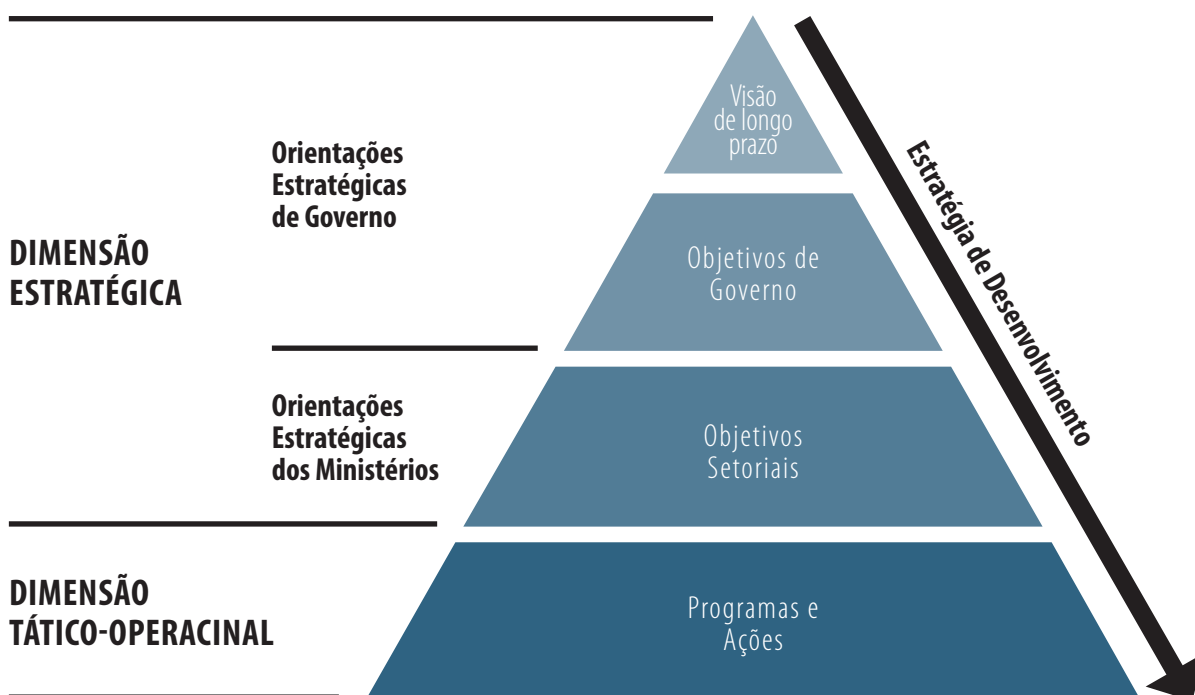 Visão
de longo
prazo
Orientações
Estratégicas
de Governo
Estratégia de Desenvolvimento
DIMENSÃO
ESTRATÉGICA
Objetivos de
Governo
Orientações
Estratégicas
dos Ministérios
Objetivos
Setoriais
DIMENSÃO
TÁTICO-OPERACINAL
Programas e
Ações